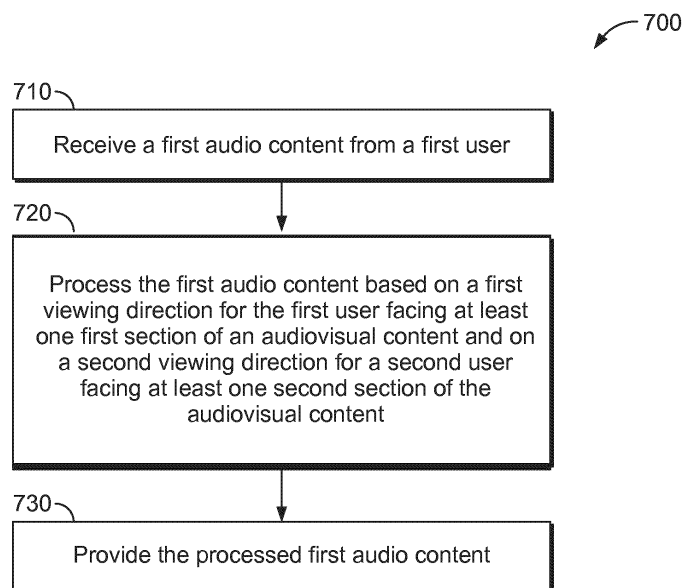 700
710
Receive a first audio content from a first user
720
Process the first audio content based on a first
viewing direction for the first user facing at least
one first section of an audiovisual content and on
a second viewing direction for a second user
facing at least one second section of the
audiovisual content
730
Provide the processed first audio content